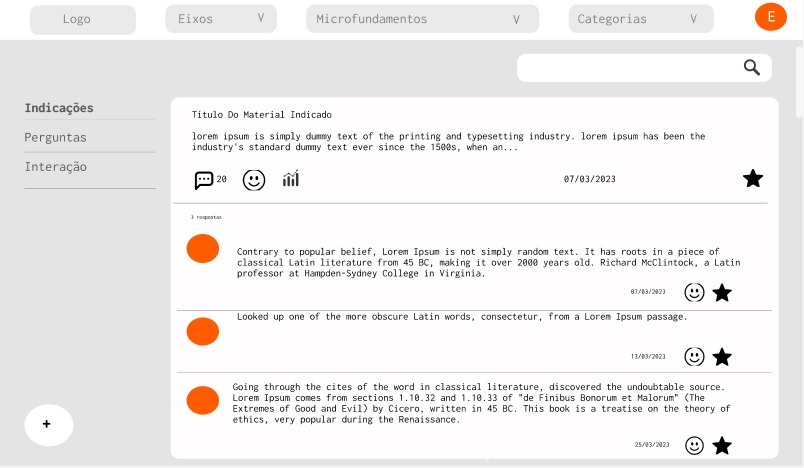 Logo
Eixos V
Microfundamentos V
Categorias V
E
Indicações
Perguntas
Interação
Titulo Do Material Indicado
lorem ipsum is simply dummy text of the printing and typesetting industry. lorem ipsum has been the
industry's standard dummy text ever since the 1500s, when an...
20
07/03/2023
3 respostas
Contrary to popular belief, Lorem Ipsum is not simply random text. It has roots in a piece of
classical Latin literature from 45 BC, making it over 2000 years old. Richard McClintock, a Latin
professor at Hampden-Sydney College in Virginia.
07/03/2023
Looked up one of the more obscure Latin words, consectetur, from a Lorem Ipsum passage.
13/03/2023
Going through the cites of the word in classical literature, discovered the undoubtable source.
Lorem Ipsum comes from sections 1.10.32 and 1.10.33 of "de Finibus Bonorum et Malorum" (The
Extremes of Good and Evil) by Cicero, written in 45 BC. This book is a treatise on the theory of
ethics, very popular during the Renaissance.
25/03/2023
+